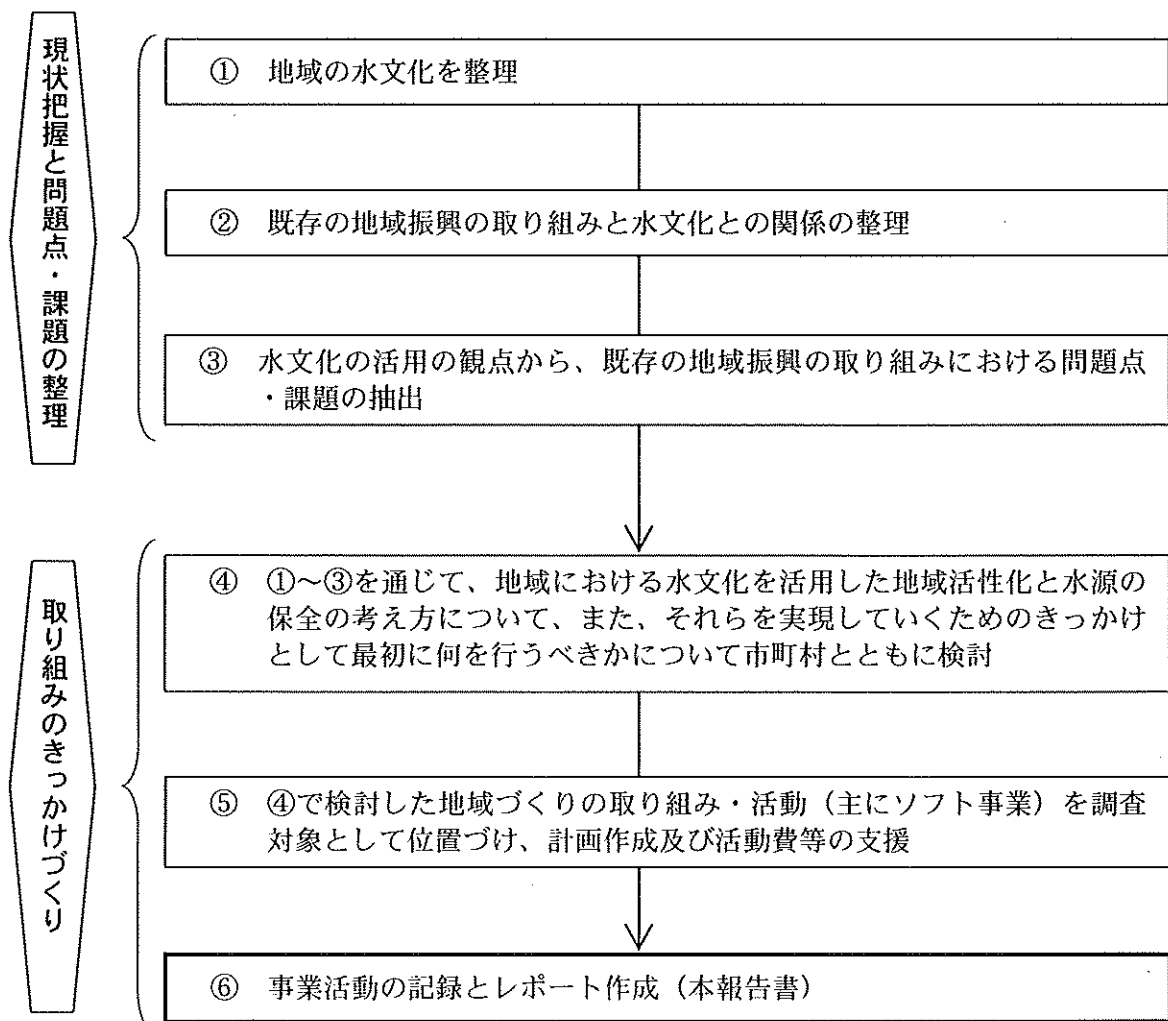 現状把握と問題点・課題の整理
① 地域の水文化を整理
② 既存の地域振興の取り組みと水文化との関係の整理
③ 水文化の活用の観点から、既存の地域振興の取り組みにおける問題点
・課題の抽出
取り組みのきっかけづくり
④ ①～③を通じて、地域における水文化を活用した地域活性化と水源の
保全の考え方について、また、それらを実現していくためのきっかけ
として最初に何を行うべきかについて市町村とともに検討
⑤ ④で検討した地域づくりの取り組み・活動（主にソフト事業）を調査
対象として位置づけ、計画作成及び活動費等の支援
⑥ 事業活動の記録とレポート作成（本報告書）